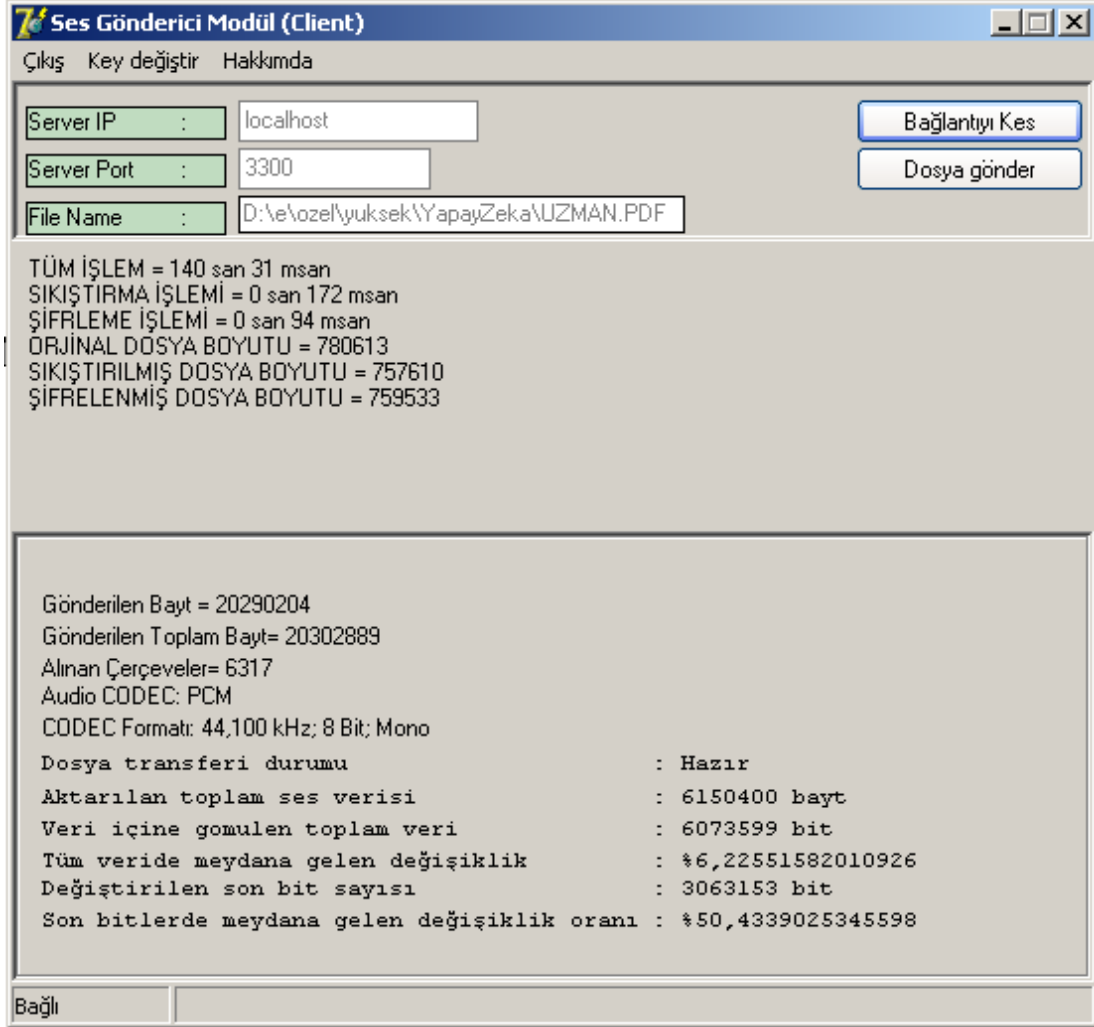 Ses Gönderici Modül (Client)
Çıkış Key değiştir Hakkımda
Server IP : localhost Bağlantıyı Kes
Server Port : 3300 Dosya gönder
File Name : D:\e\ozel\yuksek\YapayZeka\UZMAN.PDF
TÜM İŞLEM = 140 san 31 msan
SIKIŞTIRMA İŞLEMİ = 0 san 172 msan
ŞİFRLEME İŞLEMİ = 0 san 94 msan
ORJİNAL DOSYA BOYUTU = 780613
SIKIŞTIRILMIŞ DOSYA BOYUTU = 757610
ŞİFRELENMİŞ DOSYA BOYUTU = 759533
Gönderilen Bayt = 20290204
Gönderilen Toplam Bayt= 20302889
Alınan Çerçeveler= 6317
Audio CODEC: PCM
CODEC Formatı: 44,100 kHz; 8 Bit; Mono
Dosya transferi durumu : Hazır
Aktarılan toplam ses verisi : 6150400 bayt
Veri içine gomulen toplam veri : 6073599 bit
Tüm veride meydana gelen değişiklik : %6,22551582010926
Değiştirilen son bit sayısı : 3063153 bit
Son bitlerde meydana gelen değişiklik oranı : %50,4339025345598
Bağlı